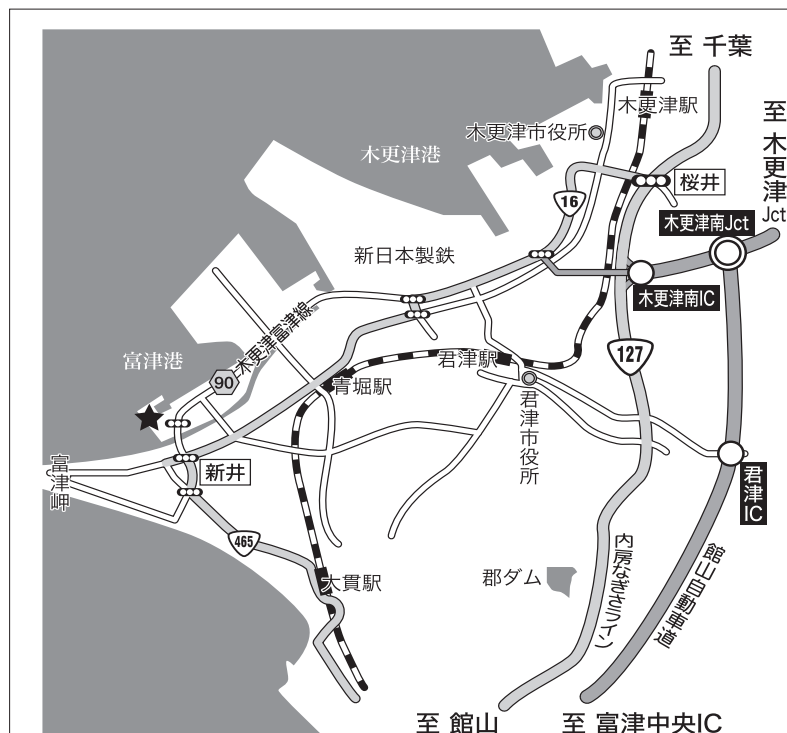 至 千葉
木更津駅
木更津市役所
至 木更津Jct
木更津港
桜井
16
木更津南Jct
新日本製鉄
木更津南IC
木更津富津線
富津港
90
君津駅
127
青堀駅
君津市役所
富津岬
新井
君津IC
465
内房なぎさライン
館山自動車道
郡ダム
大貫駅
至 館山
至 富津中央IC